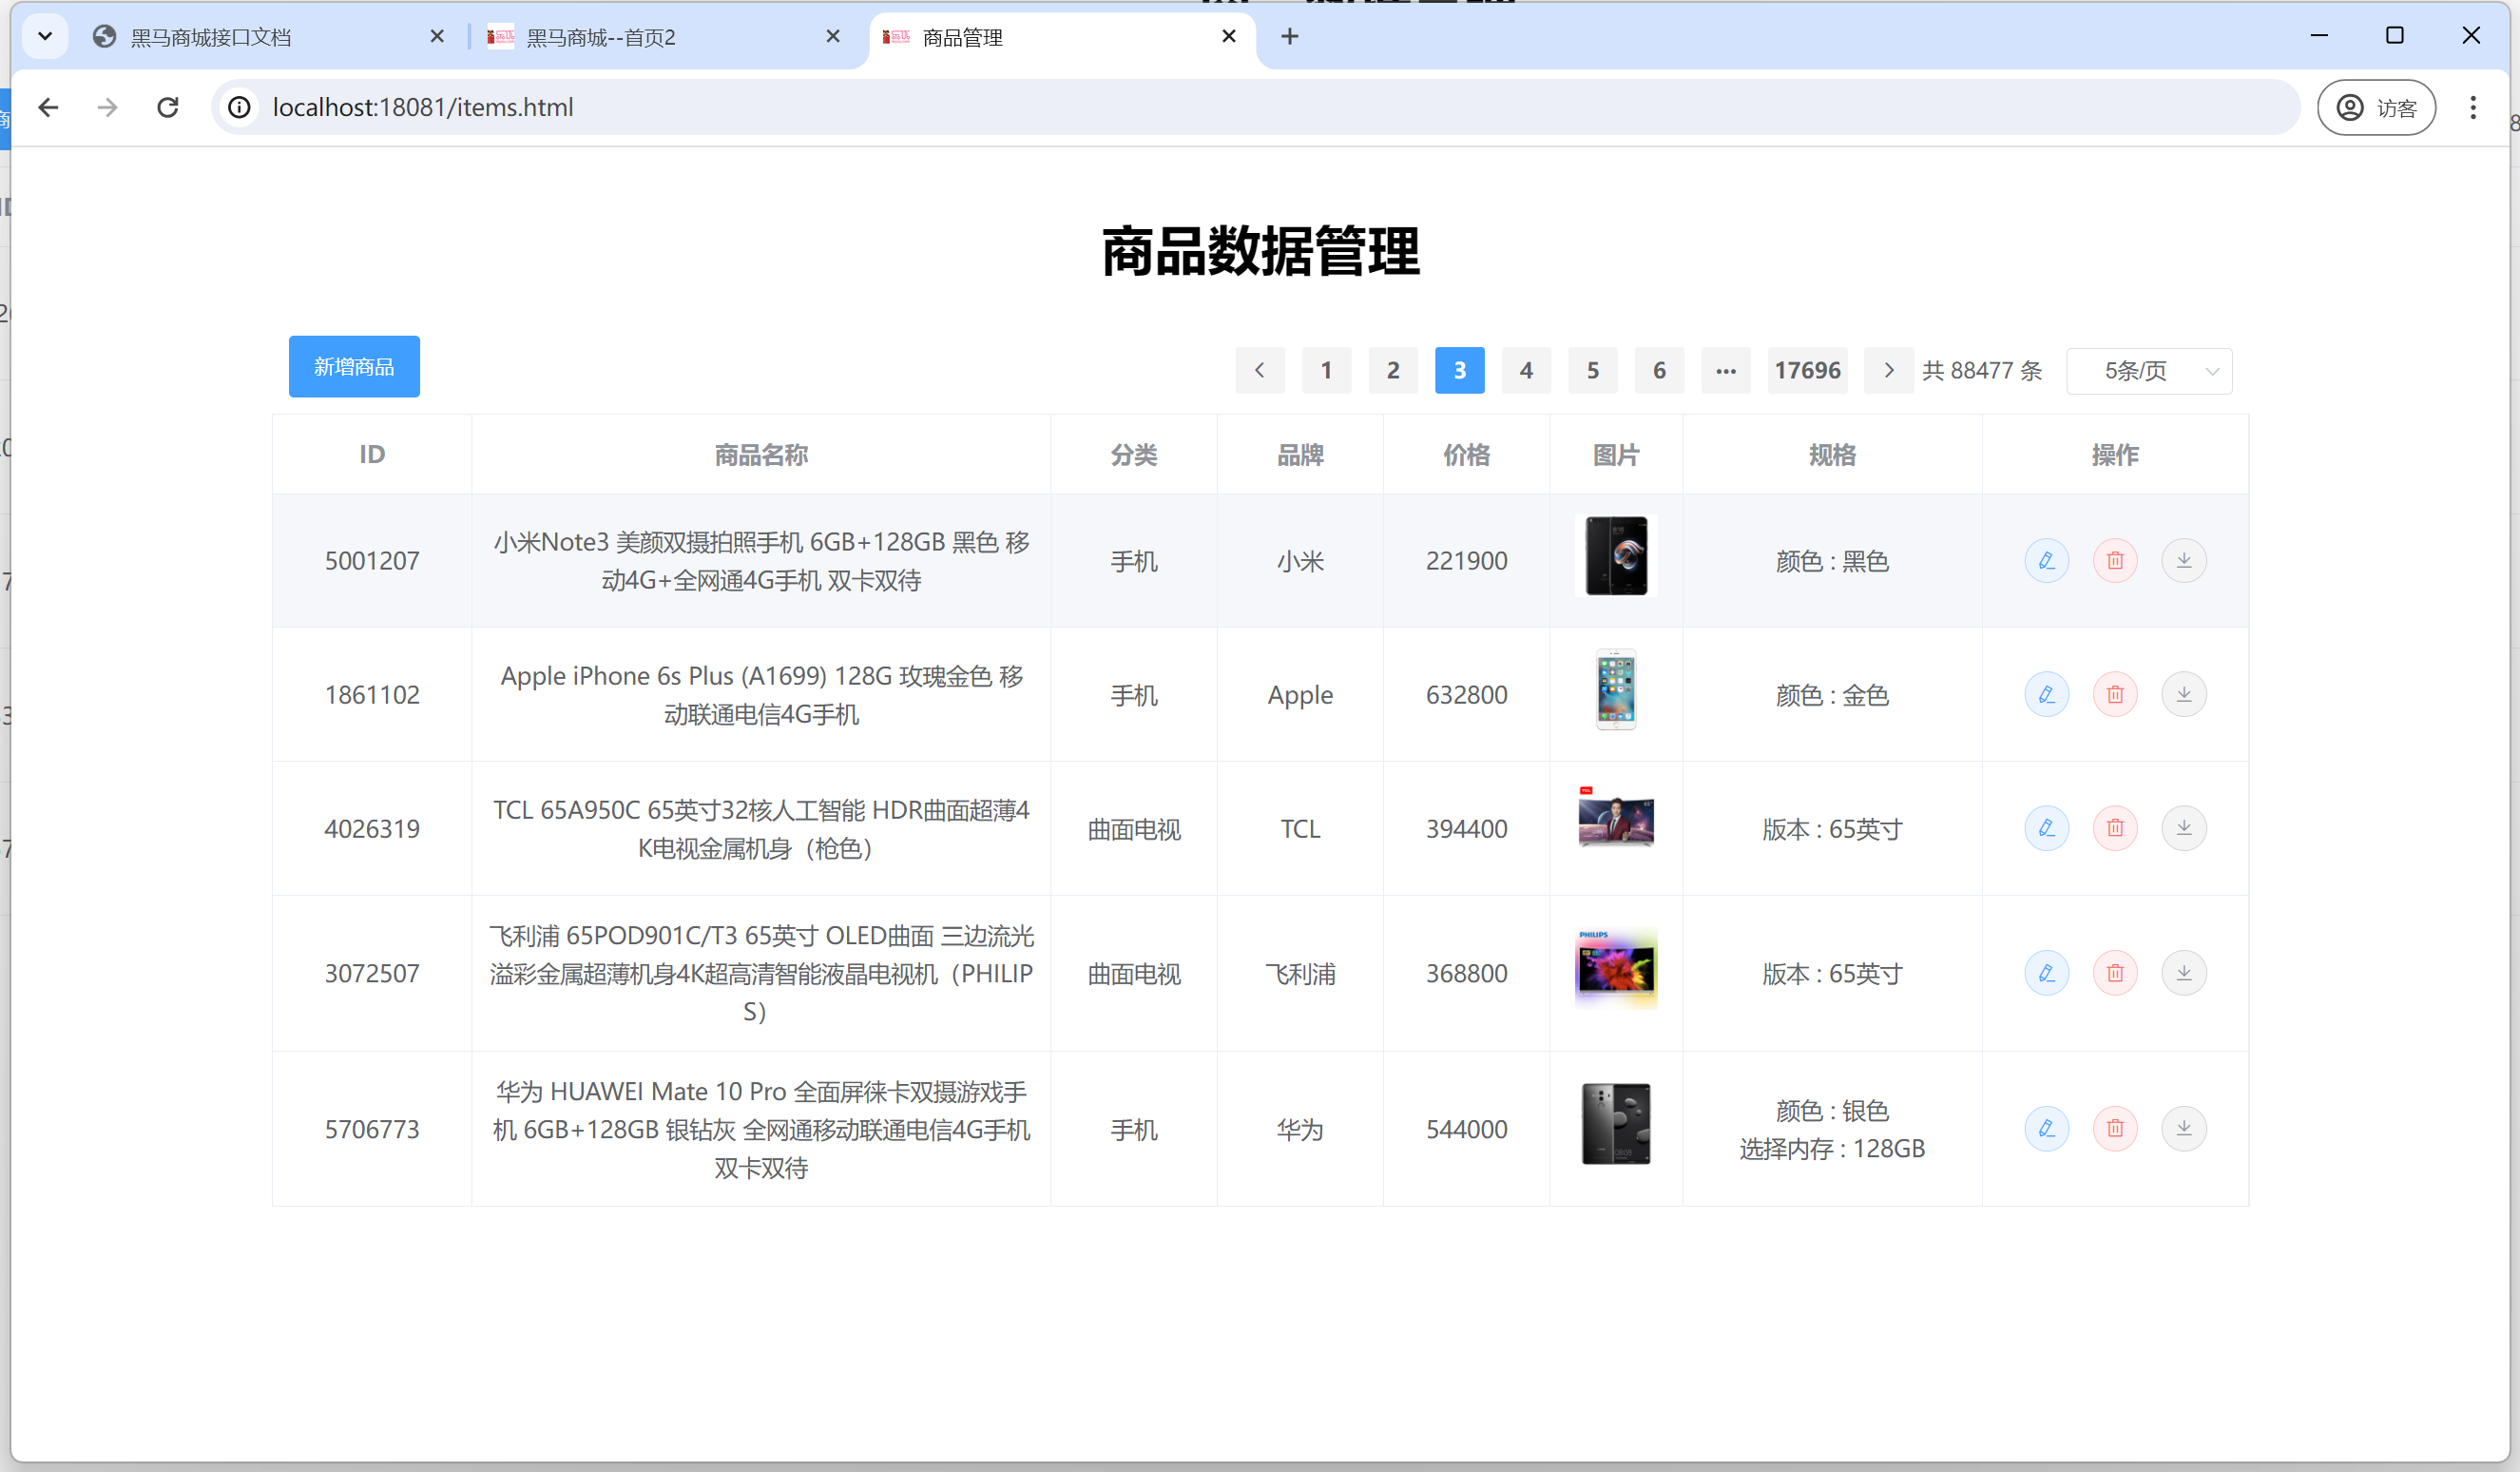 黑马商城接口文档
黑马商城--首页2
商品管理
localhost:18081/items.html
访客
商品数据管理
新增商品
1 2 3 4 5 6 ••• 17696 共 88477 条 5条/页
ID 商品名称 分类 品牌 价格 图片 规格 操作
5001207
小米Note3 美颜双摄拍照手机 6GB+128GB 黑色 移
动4G+全网通4G手机 双卡双待
手机 小米 221900 颜色 : 黑色
1861102
Apple iPhone 6s Plus (A1699) 128G 玫瑰金色 移
动联通电信4G手机
手机 Apple 632800 颜色 : 金色
4026319
TCL 65A950C 65英寸32核人工智能 HDR曲面超薄4
K电视金属机身（枪色）
曲面电视 TCL 394400 版本 : 65英寸
3072507
飞利浦 65POD901C/T3 65英寸 OLED曲面 三边流光
溢彩金属超薄机身4K超高清智能液晶电视机（PHILIP
S）
曲面电视 飞利浦 368800 PHILIPS 版本 : 65英寸
5706773
华为 HUAWEI Mate 10 Pro 全面屏徕卡双摄游戏手
机 6GB+128GB 银钻灰 全网通移动联通电信4G手机
双卡双待
手机 华为 544000
颜色 : 银色
选择内存 : 128GB